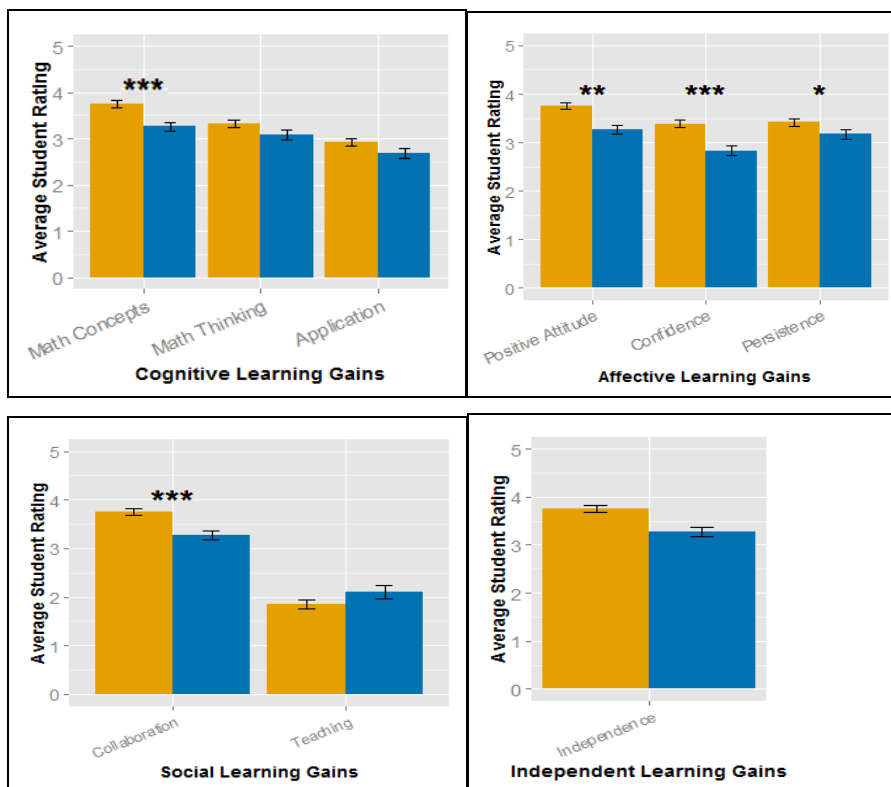 Average Student Rating
5
4
3
2
1
0
***
Math Concepts
Math Thinking
Application
Cognitive Learning Gains
Average Student Rating
5
4
3
2
1
0
**
***
*
Positive Attitude
Confidence
Persistence
Affective Learning Gains
Average Student Rating
5
4
3
2
1
0
***
Collaboration
Teaching
Social Learning Gains
Average Student Rating
5
4
3
2
1
0
Independence
Independent Learning Gains